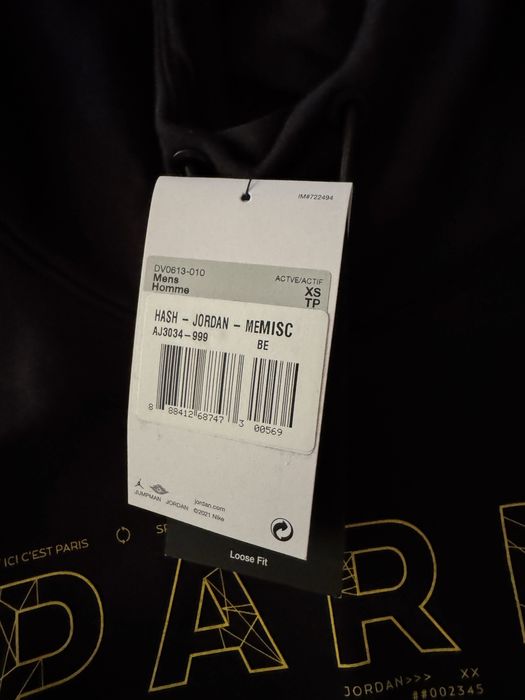 IM#722494
DV0613-010
Mens
Homme
ACTVE/ACTIF
XS
TP
HASH - JORDAN - MEMISC
AJ3034-999
BE
8 88412 68747 3 00569
JUMPMAN JORDAN
jordan.com
©2021 Nike
Loose Fit
ICI C'EST PARIS
PAR
JORDAN>>> XX
##002345